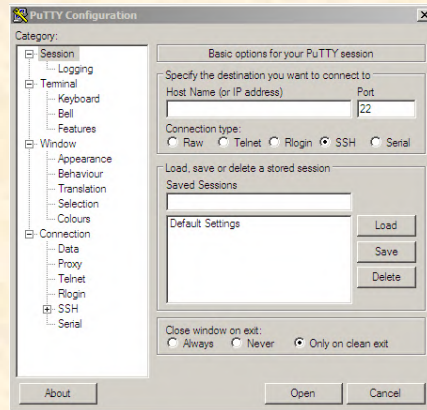 PuTTY Configuration
Category:
Session
Logging
Terminal
Keyboard
Bell
Features
Window
Appearance
Behaviour
Translation
Selection
Colours
Connection
Data
Proxy
Telnet
Rlogin
SSH
Serial
Basic options for your PuTTY session
Specify the destination you want to connect to
Host Name (or IP address) Port
22
Connection type:
Raw Telnet Rlogin SSH Serial
Load, save or delete a stored session
Saved Sessions
Default Settings
Load
Save
Delete
Close window on exit:
Always Never Only on clean exit
About Open Cancel